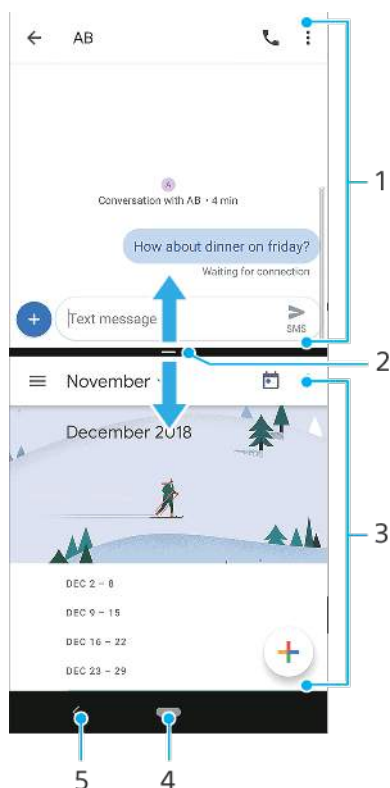 AB
A
Conversation with AB • 4 min
How about dinner on friday?
Waiting for connection
Text message
SMS
November
December 2018
DEC 2 – 8
DEC 9 – 15
DEC 16 – 22
DEC 23 – 29
1
2
3
4
5